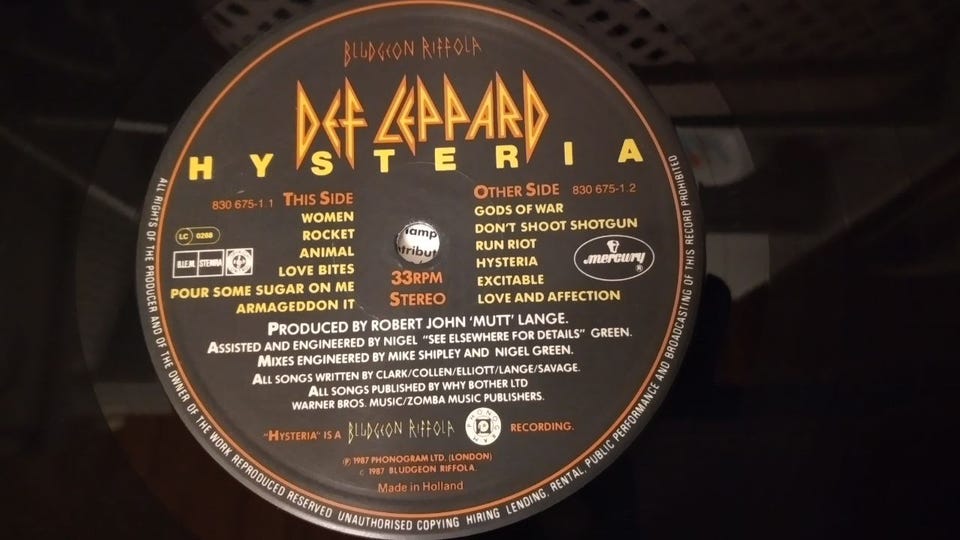 BLUDGEON RIFFOLA
DEF LEPPARD
HYSTERIA
830 675-1.1 THIS SIDE
WOMEN
ROCKET
ANIMAL
LOVE BITES
POUR SOME SUGAR ON ME
ARMAGEDDON IT
LC 0268
B.I.E.M. STEMRA
OTHER SIDE 830 675-1.2
GODS OF WAR
DON'T SHOOT SHOTGUN
RUN RIOT
HYSTERIA
EXCITABLE
LOVE AND AFFECTION
mercury
33RPM
STEREO
PRODUCED BY ROBERT JOHN 'MUTT' LANGE.
ASSISTED AND ENGINEERED BY NIGEL "SEE ELSEWHERE FOR DETAILS" GREEN.
MIXES ENGINEERED BY MIKE SHIPLEY AND NIGEL GREEN.
ALL SONGS WRITTEN BY CLARK/COLLEN/ELLIOTT/LANGE/SAVAGE.
ALL SONGS PUBLISHED BY WHY BOTHER LTD
WARNER BROS. MUSIC/ZOMBA MUSIC PUBLISHERS.
"HYSTERIA" IS A BLUDGEON RIFFOLA PHONOGRAM RECORDING.
℗ 1987 PHONOGRAM LTD. (LONDON)
© 1987 BLUDGEON RIFFOLA.
Made in Holland
ALL RIGHTS OF THE PRODUCER AND OF THE OWNER OF THE WORK REPRODUCED RESERVED UNAUTHORISED COPYING HIRING LENDING, RENTAL, PUBLIC PERFORMANCE AND BROADCASTING OF THIS RECORD PROHIBITED